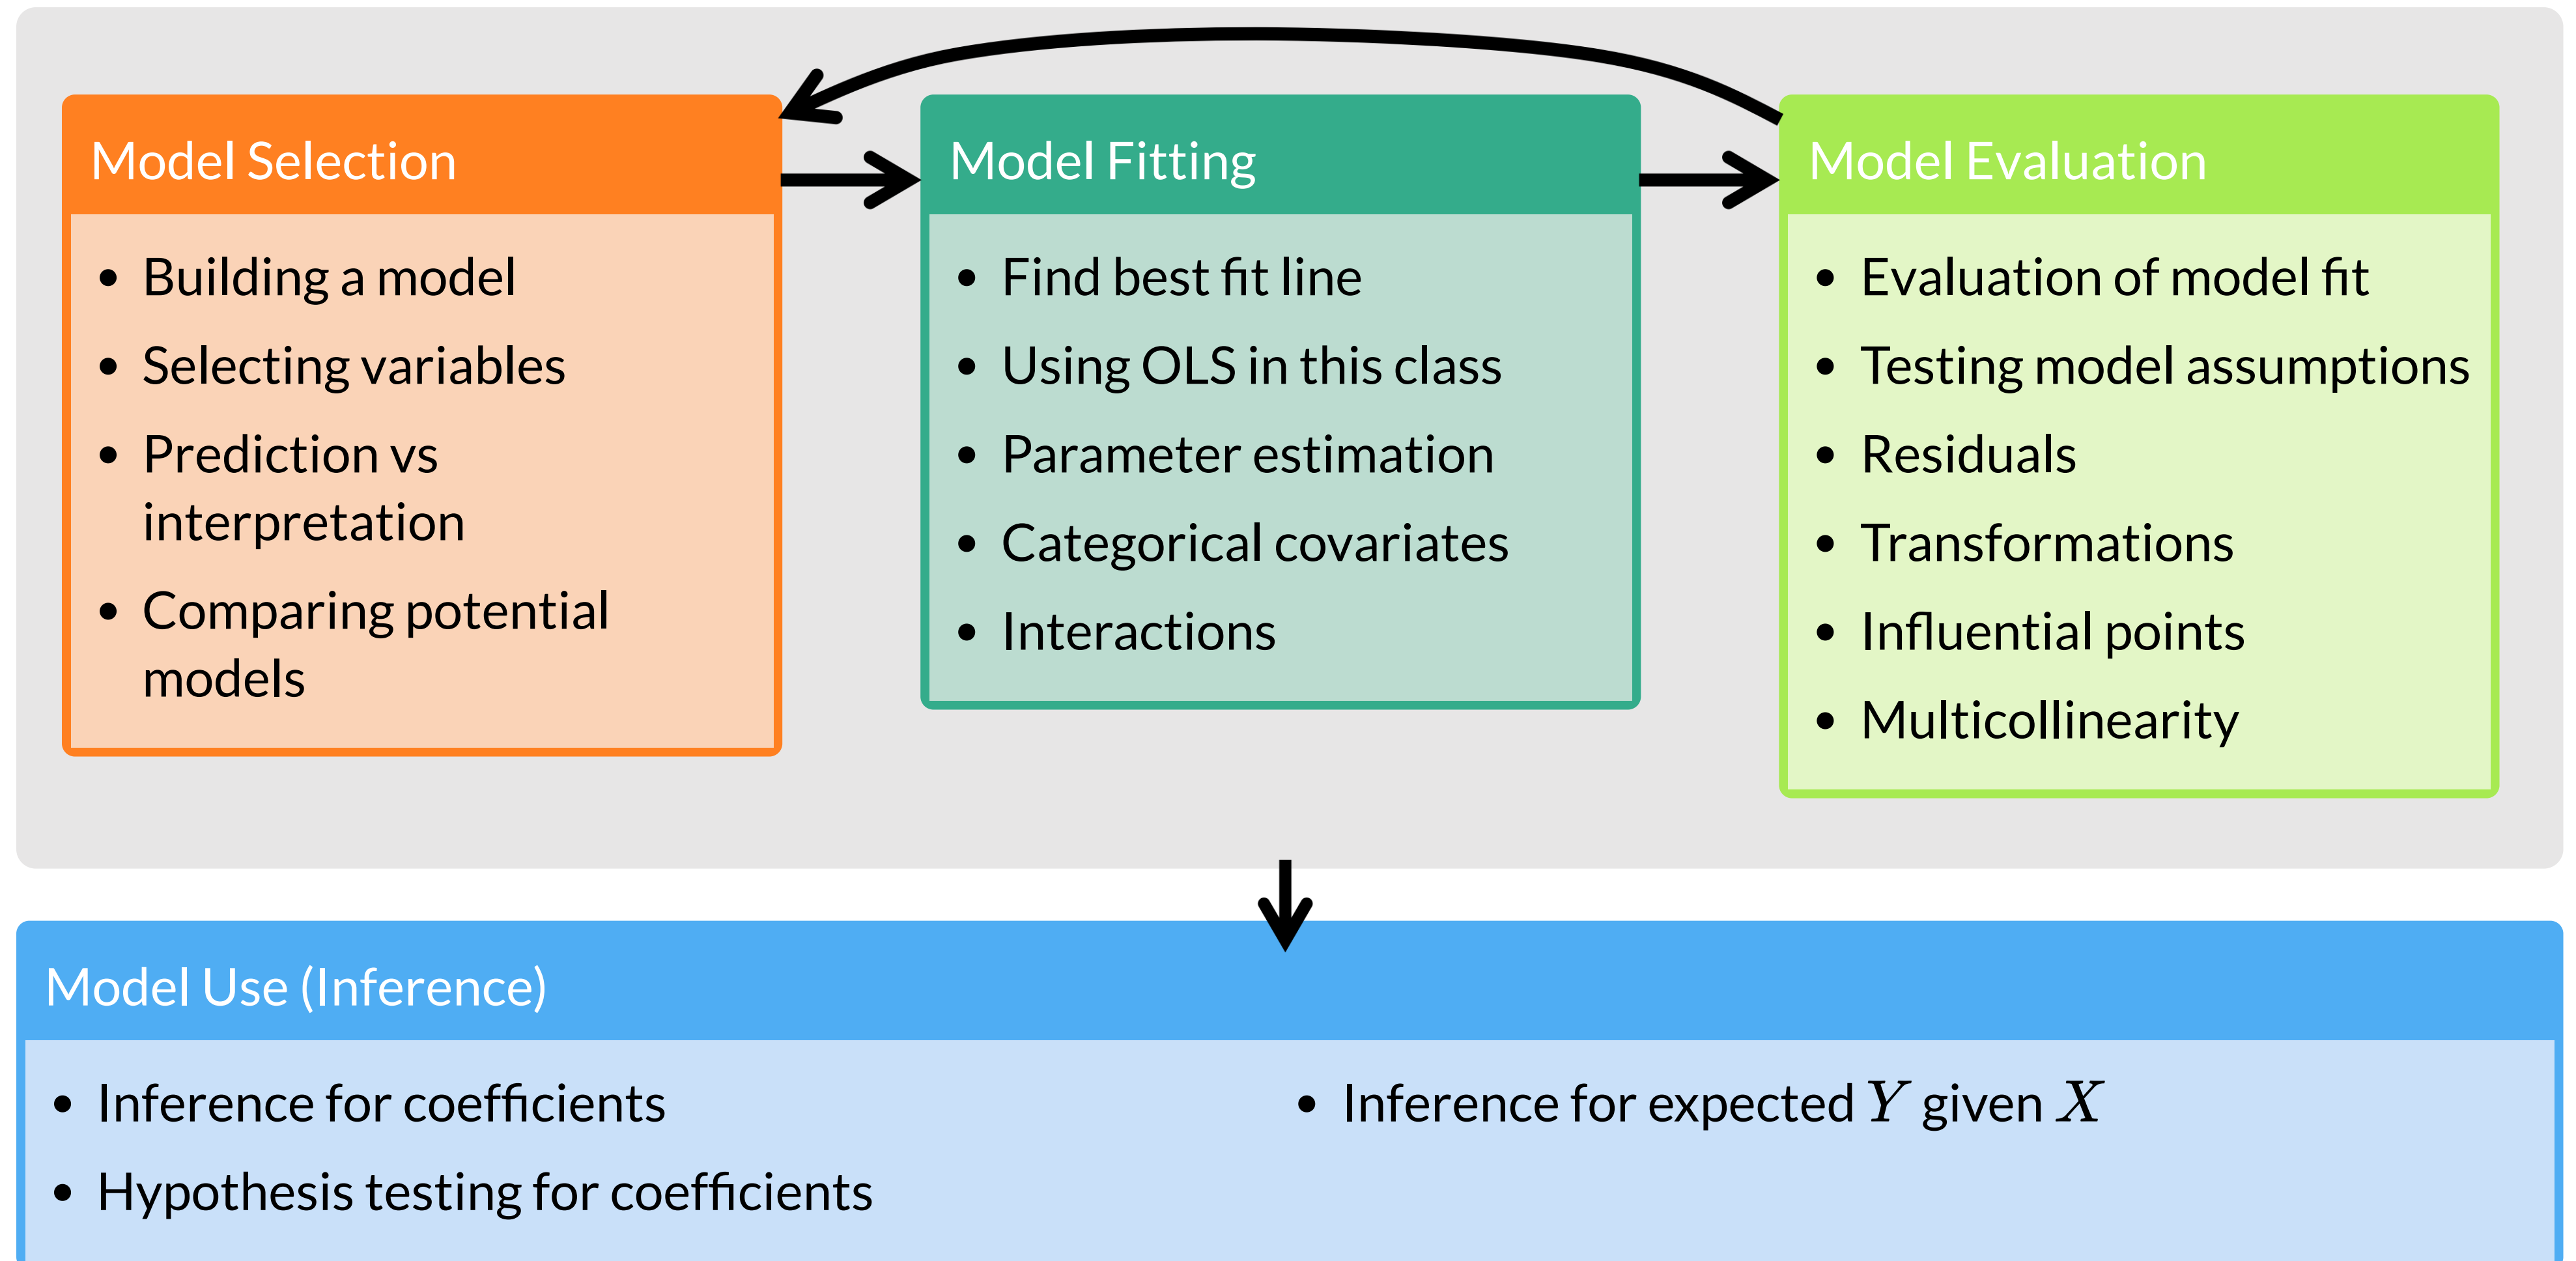 Model Selection
• Building a model
• Selecting variables
• Prediction vs
interpretation
• Comparing potential
models
Model Fitting
• Find best fit line
• Using OLS in this class
• Parameter estimation
• Categorical covariates
• Interactions
Model Evaluation
• Evaluation of model fit
• Testing model assumptions
• Residuals
• Transformations
• Influential points
• Multicollinearity
Model Use (Inference)
• Inference for coefficients
• Hypothesis testing for coefficients
• Inference for expected Y given X